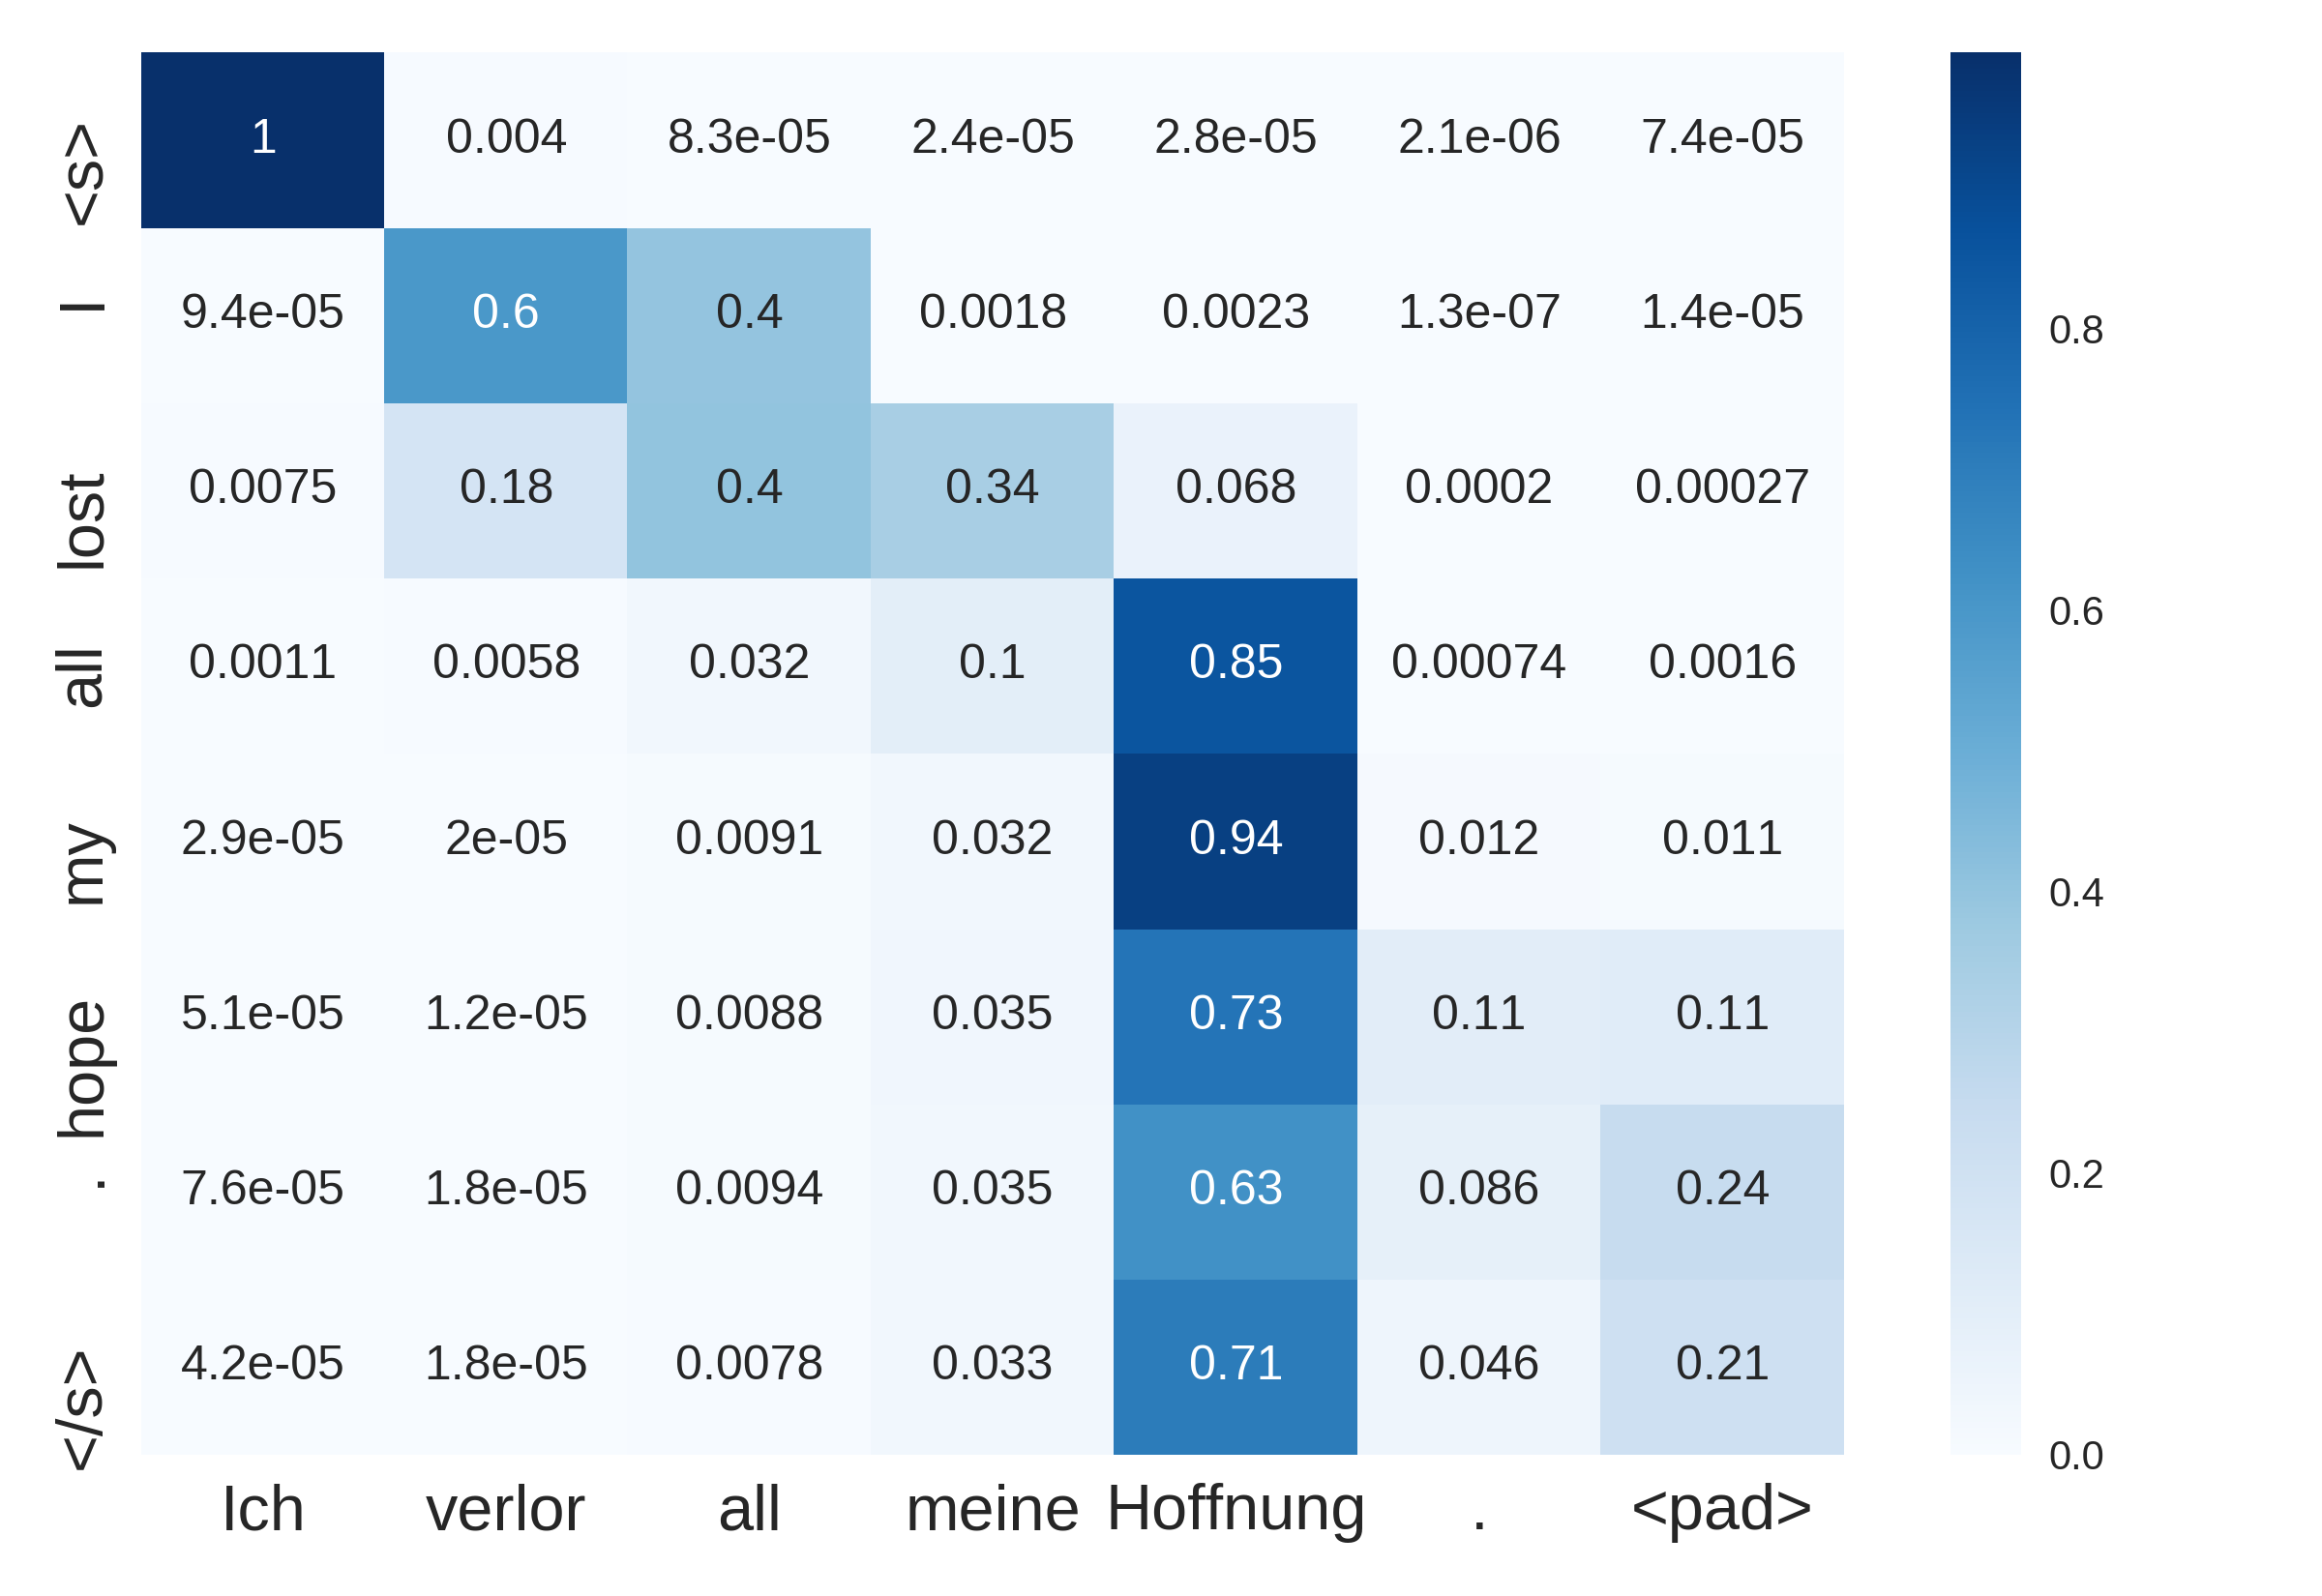 <s> 1 0.004 8.3e-05 2.4e-05 2.8e-05 2.1e-06 7.4e-05
I 9.4e-05 0.6 0.4 0.0018 0.0023 1.3e-07 1.4e-05
lost 0.0075 0.18 0.4 0.34 0.068 0.0002 0.00027
all 0.0011 0.0058 0.032 0.1 0.85 0.00074 0.0016
my 2.9e-05 2e-05 0.0091 0.032 0.94 0.012 0.011
hope 5.1e-05 1.2e-05 0.0088 0.035 0.73 0.11 0.11
. 7.6e-05 1.8e-05 0.0094 0.035 0.63 0.086 0.24
</s> 4.2e-05 1.8e-05 0.0078 0.033 0.71 0.046 0.21
Ich verlor all meine Hoffnung . <pad>
0.8
0.6
0.4
0.2
0.0